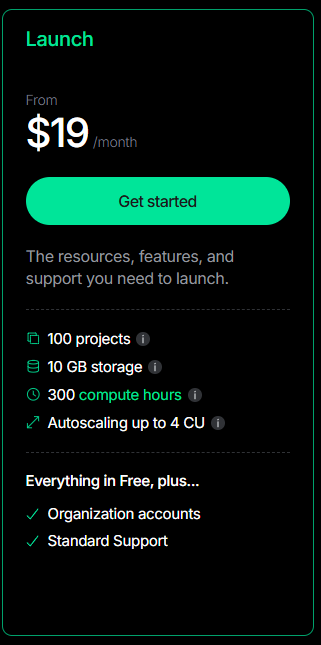 Launch
From
$19 /month
Get started
The resources, features, and
support you need to launch.
100 projects
10 GB storage
300 compute hours
Autoscaling up to 4 CU
Everything in Free, plus...
Organization accounts
Standard Support